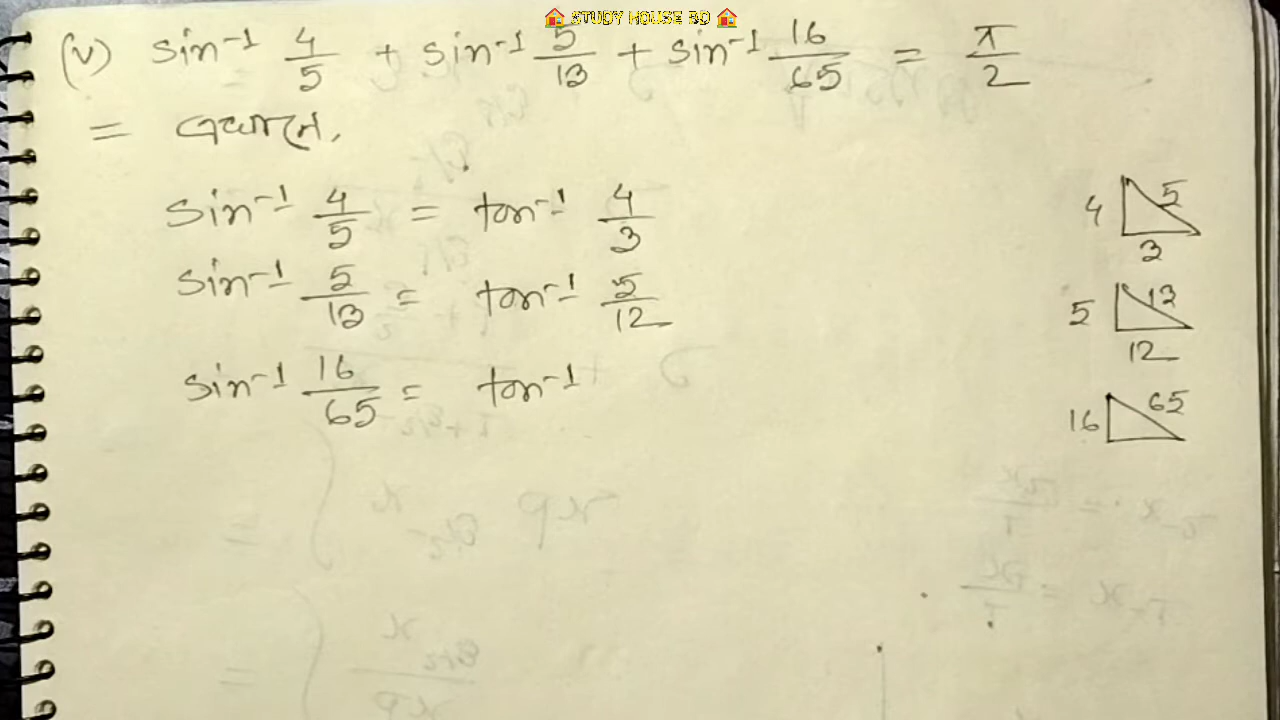 🏠 STUDY HOUSE BD 🏠
(v) sin⁻¹ 4/5 + sin⁻¹ 5/13 + sin⁻¹ 16/65 = π/2
= এখানে,
sin⁻¹ 4/5 = tan⁻¹ 4/3
4 5 3
sin⁻¹ 5/13 = tan⁻¹ 5/12
5 13 12
sin⁻¹ 16/65 = tan⁻¹
16 65